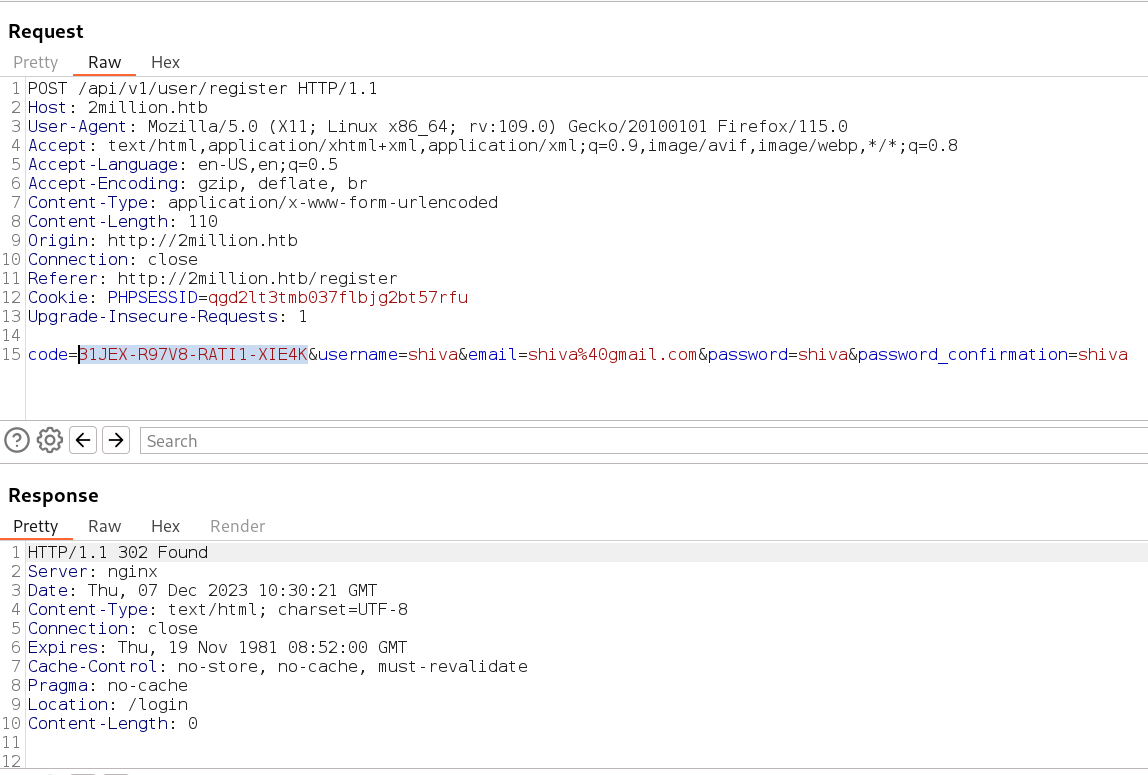 Request
Pretty Raw Hex
1 POST /api/v1/user/register HTTP/1.1
2 Host: 2million.htb
3 User-Agent: Mozilla/5.0 (X11; Linux x86_64; rv:109.0) Gecko/20100101 Firefox/115.0
4 Accept: text/html,application/xhtml+xml,application/xml;q=0.9,image/avif,image/webp,*/*;q=0.8
5 Accept-Language: en-US,en;q=0.5
6 Accept-Encoding: gzip, deflate, br
7 Content-Type: application/x-www-form-urlencoded
8 Content-Length: 110
9 Origin: http://2million.htb
10 Connection: close
11 Referer: http://2million.htb/register
12 Cookie: PHPSESSID=qgd2lt3tmb037flbjg2bt57rfu
13 Upgrade-Insecure-Requests: 1
14
15 code=31JEX-R97V8-RATI1-XIE4K&username=shiva&email=shiva%40gmail.com&password=shiva&password_confirmation=shiva
Search
Response
Pretty Raw Hex Render
1 HTTP/1.1 302 Found
2 Server: nginx
3 Date: Thu, 07 Dec 2023 10:30:21 GMT
4 Content-Type: text/html; charset=UTF-8
5 Connection: close
6 Expires: Thu, 19 Nov 1981 08:52:00 GMT
7 Cache-Control: no-store, no-cache, must-revalidate
8 Pragma: no-cache
9 Location: /login
10 Content-Length: 0
11
12